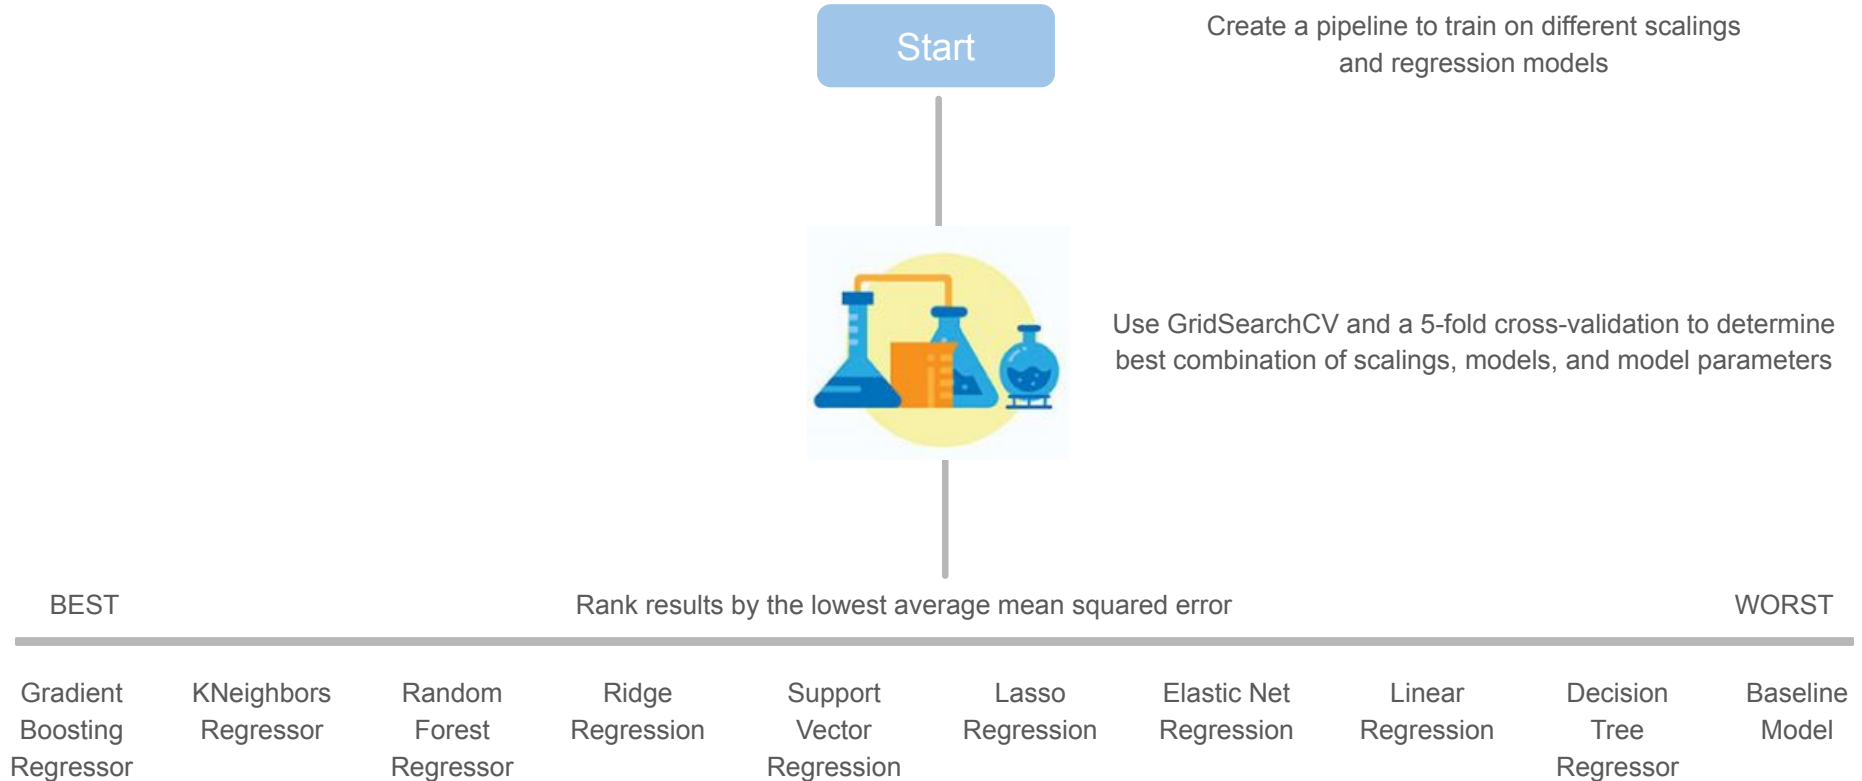 Start
Create a pipeline to train on different scalings
and regression models
Use GridSearchCV and a 5-fold cross-validation to determine
best combination of scalings, models, and model parameters
BEST
Rank results by the lowest average mean squared error
WORST
Gradient
Boosting
Regressor
KNeighbors
Regressor
Random
Forest
Regressor
Ridge
Regression
Support
Vector
Regression
Lasso
Regression
Elastic Net
Regression
Linear
Regression
Decision
Tree
Regressor
Baseline
Model